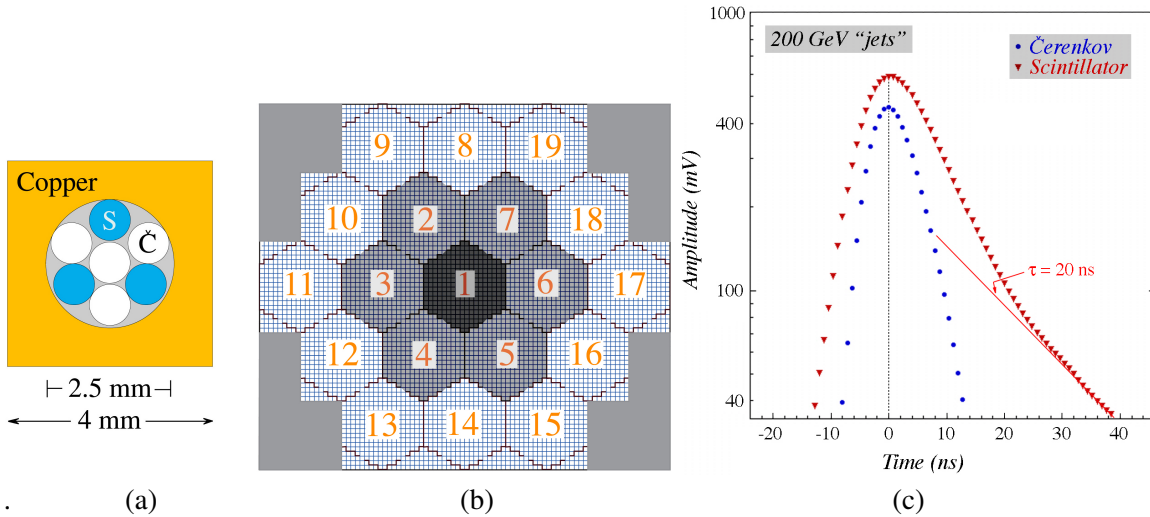 Copper
S
Č
2.5 mm
4 mm
. (a)
9 8 19
10 2 7 18
11 3 1 6 17
12 4 5 16
13 14 15
(b)
1000
400
100
40
Amplitude (mV)
200 GeV “jets”
Čerenkov
Scintillator
τ = 20 ns
-20 -10 0 10 20 30 40
Time (ns)
(c)